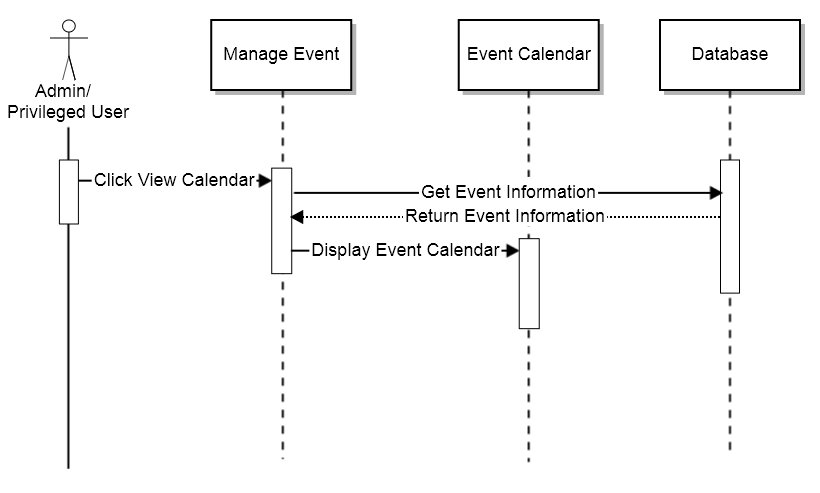 Admin/
Privileged User
Manage Event
Event Calendar
Database
Click View Calendar
Get Event Information
Return Event Information
Display Event Calendar